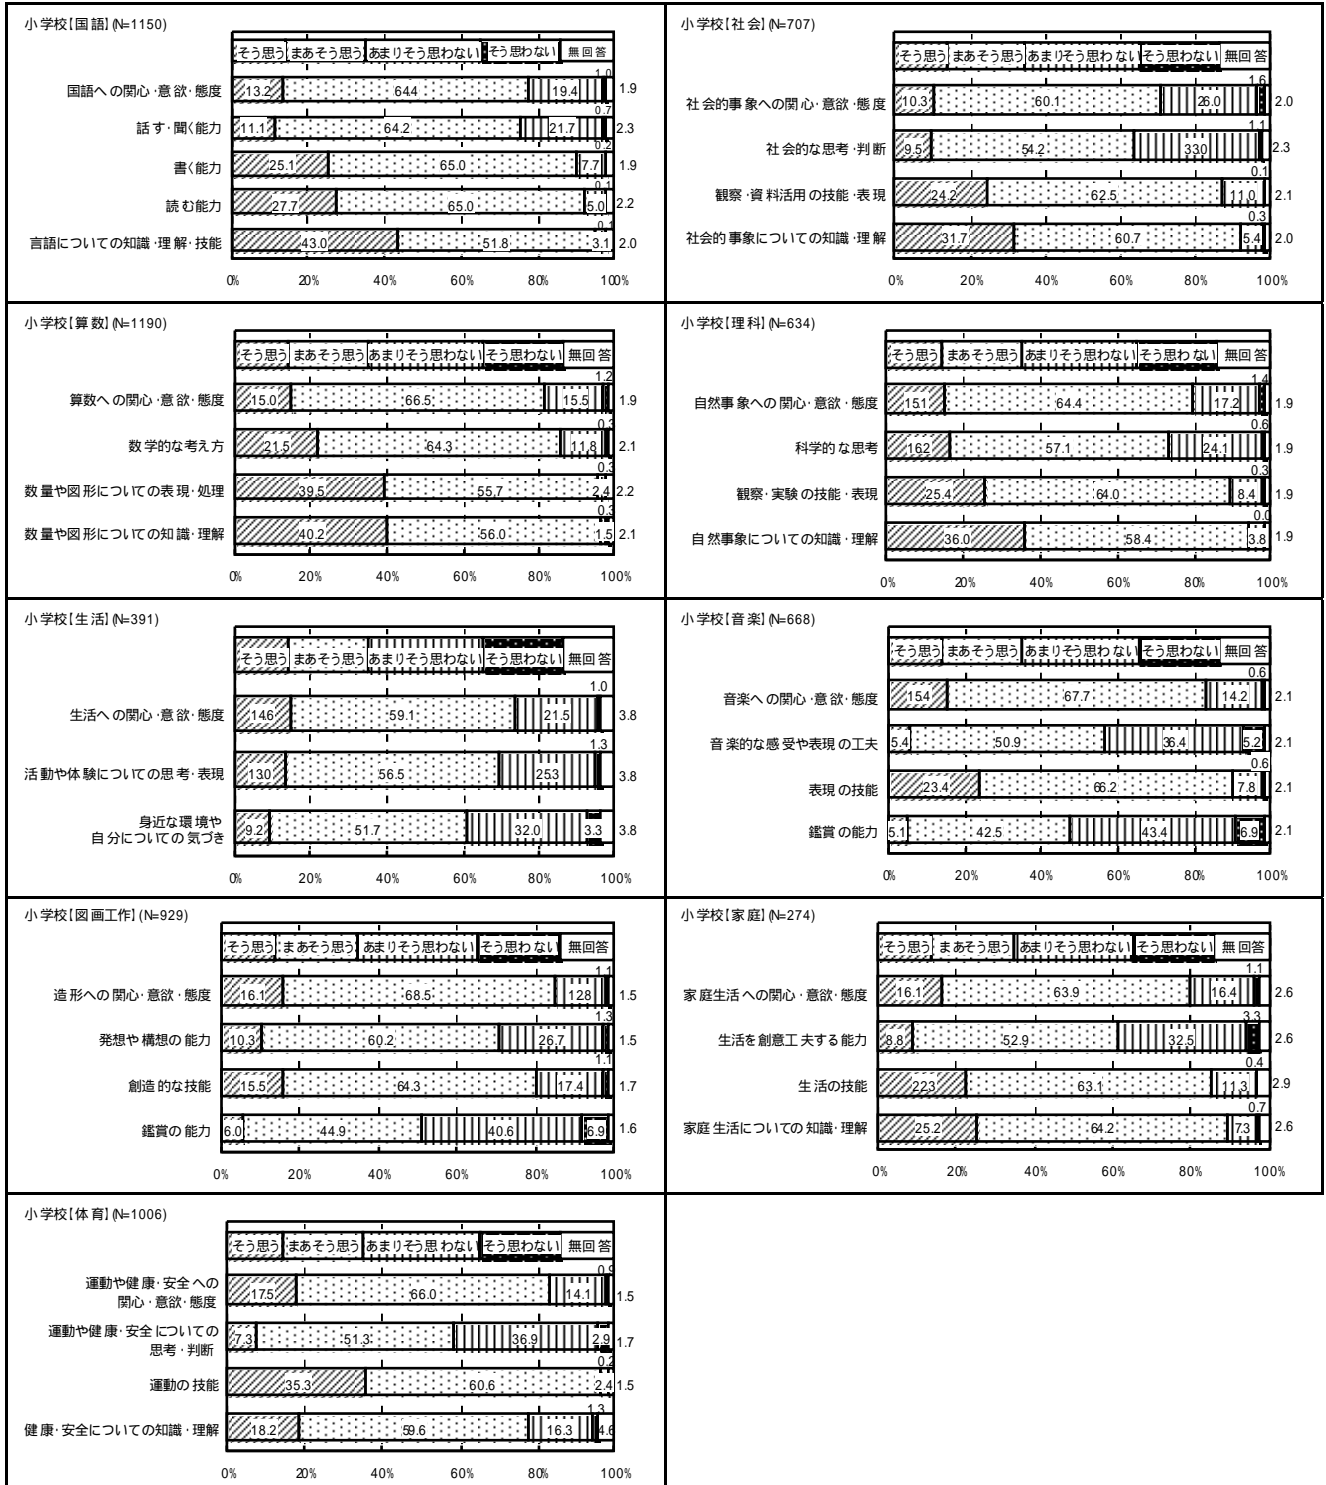 小学校【国語】(N=1150)
そう思う まあそう思う あまりそう思わない そう思わない 無回答
1.0
国語への関心・意欲・態度 13.2 64.4 19.4 1.9
0.7
話す・聞く能力 11.1 64.2 21.7 2.3
0.2
書く能力 25.1 65.0 7.7 1.9
0.1
読む能力 27.7 65.0 5.0 2.2
0.1
言語についての知識・理解・技能 43.0 51.8 3.1 2.0
0% 20% 40% 60% 80% 100%
小学校【社会】(N=707)
そう思う まあそう思う あまりそう思わない そう思わない 無回答
1.6
社会的事象への関心・意欲・態度 10.3 60.1 26.0 2.0
1.1
社会的な思考・判断 9.5 54.2 33.0 2.3
0.1
観察・資料活用の技能・表現 24.2 62.5 11.0 2.1
0.3
社会的事象についての知識・理解 31.7 60.7 5.4 2.0
0% 20% 40% 60% 80% 100%
小学校【算数】(N=1190)
そう思う まあそう思う あまりそう思わない そう思わない 無回答
1.2
算数への関心・意欲・態度 15.0 66.5 15.5 1.9
0.3
数学的な考え方 21.5 64.3 11.8 2.1
0.3
数量や図形についての表現・処理 39.5 55.7 2.4 2.2
0.3
数量や図形についての知識・理解 40.2 56.0 1.5 2.1
0% 20% 40% 60% 80% 100%
小学校【理科】(N=634)
そう思う まあそう思う あまりそう思わない そう思わない 無回答
1.4
自然事象への関心・意欲・態度 15.1 64.4 17.2 1.9
0.6
科学的な思考 16.2 57.1 24.1 1.9
0.3
観察・実験の技能・表現 25.4 64.0 8.4 1.9
0.0
自然事象についての知識・理解 36.0 58.4 3.8 1.9
0% 20% 40% 60% 80% 100%
小学校【生活】(N=391)
そう思う まあそう思う あまりそう思わない そう思わない 無回答
1.0
生活への関心・意欲・態度 14.6 59.1 21.5 3.8
1.3
活動や体験についての思考・表現 13.0 56.5 25.3 3.8
身近な環境や
自分についての気づき 9.2 51.7 32.0 3.3 3.8
0% 20% 40% 60% 80% 100%
小学校【音楽】(N=668)
そう思う まあそう思う あまりそう思わない そう思わない 無回答
0.6
音楽への関心・意欲・態度 15.4 67.7 14.2 2.1
音楽的な感受や表現の工夫 5.4 50.9 36.4 5.2 2.1
0.6
表現の技能 23.4 66.2 7.8 2.1
鑑賞の能力 5.1 42.5 43.4 6.9 2.1
0% 20% 40% 60% 80% 100%
小学校【図画工作】(N=929)
そう思う まあそう思う あまりそう思わない そう思わない 無回答
1.1
造形への関心・意欲・態度 16.1 68.5 12.8 1.5
1.3
発想や構想の能力 10.3 60.2 26.7 1.5
1.1
創造的な技能 15.5 64.3 17.4 1.7
鑑賞の能力 6.0 44.9 40.6 6.9 1.6
0% 20% 40% 60% 80% 100%
小学校【家庭】(N=274)
そう思う まあそう思う あまりそう思わない そう思わない 無回答
1.1
家庭生活への関心・意欲・態度 16.1 63.9 16.4 2.6
3.3
生活を創意工夫する能力 8.8 52.9 32.5 2.6
0.4
生活の技能 22.3 63.1 11.3 2.9
0.7
家庭生活についての知識・理解 25.2 64.2 7.3 2.6
0% 20% 40% 60% 80% 100%
小学校【体育】(N=1006)
そう思う まあそう思う あまりそう思わない そう思わない 無回答
0.9
運動や健康・安全への
関心・意欲・態度 17.5 66.0 14.1 1.5
運動や健康・安全についての
思考・判断 7.3 51.3 36.9 2.9 1.7
0.2
運動の技能 35.3 60.6 2.4 1.5
1.3
健康・安全についての知識・理解 18.2 59.6 16.3 4.6
0% 20% 40% 60% 80% 100%